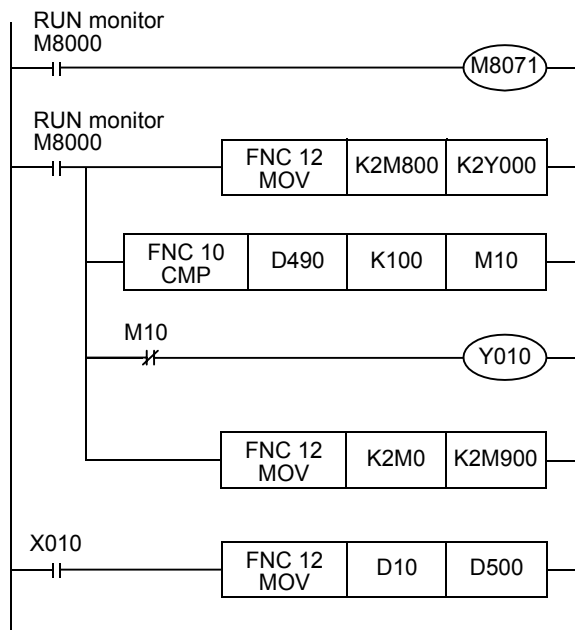 RUN monitor
M8000
M8071
RUN monitor
M8000
FNC 12
MOV
K2M800
K2Y000
FNC 10
CMP
D490
K100
M10
M10
Y010
FNC 12
MOV
K2M0
K2M900
X010
FNC 12
MOV
D10
D500